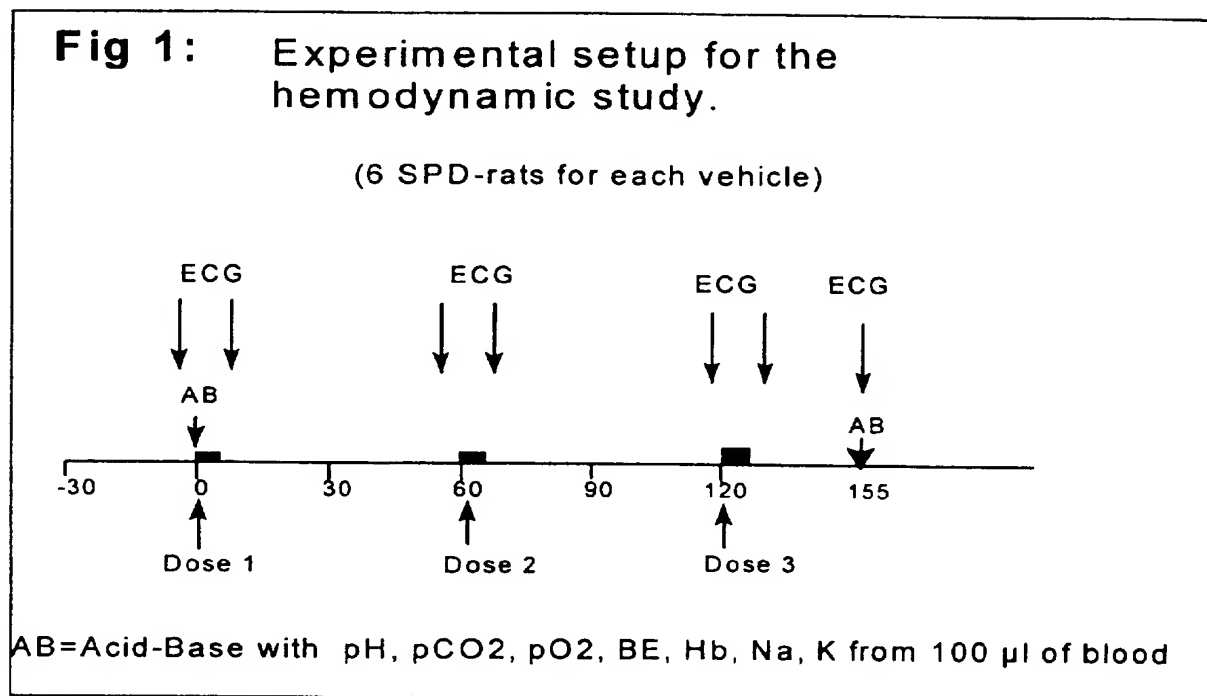 Fig 1: Experimental setup for the
hemodynamic study.
(6 SPD-rats for each vehicle)
ECG ECG ECG ECG
AB AB
-30 0 30 60 90 120 155
Dose 1 Dose 2 Dose 3
AB=Acid-Base with pH, pCO2, pO2, BE, Hb, Na, K from 100 µl of blood